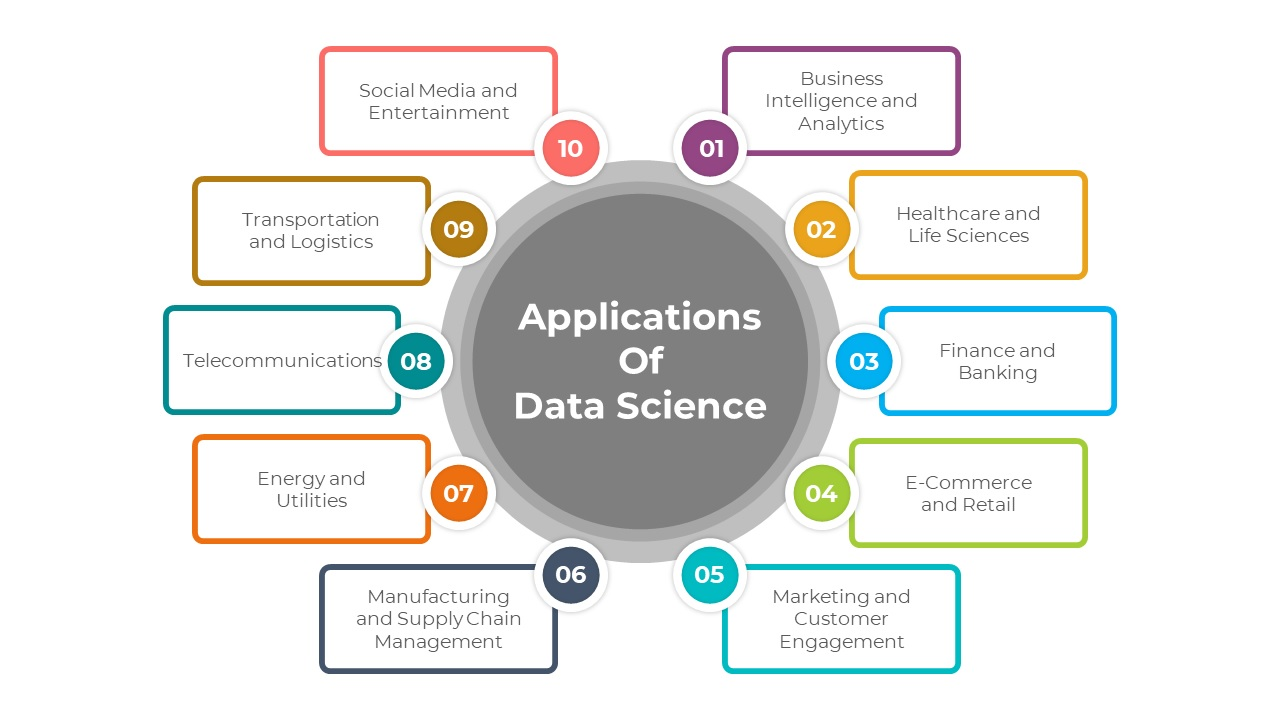 Applications
Of
Data Science
01
Business
Intelligence and
Analytics
02
Healthcare and
Life Sciences
03
Finance and
Banking
04
E-Commerce
and Retail
05
Marketing and
Customer
Engagement
06
Manufacturing
and Supply Chain
Management
07
Energy and
Utilities
08
Telecommunications
09
Transportation
and Logistics
10
Social Media and
Entertainment